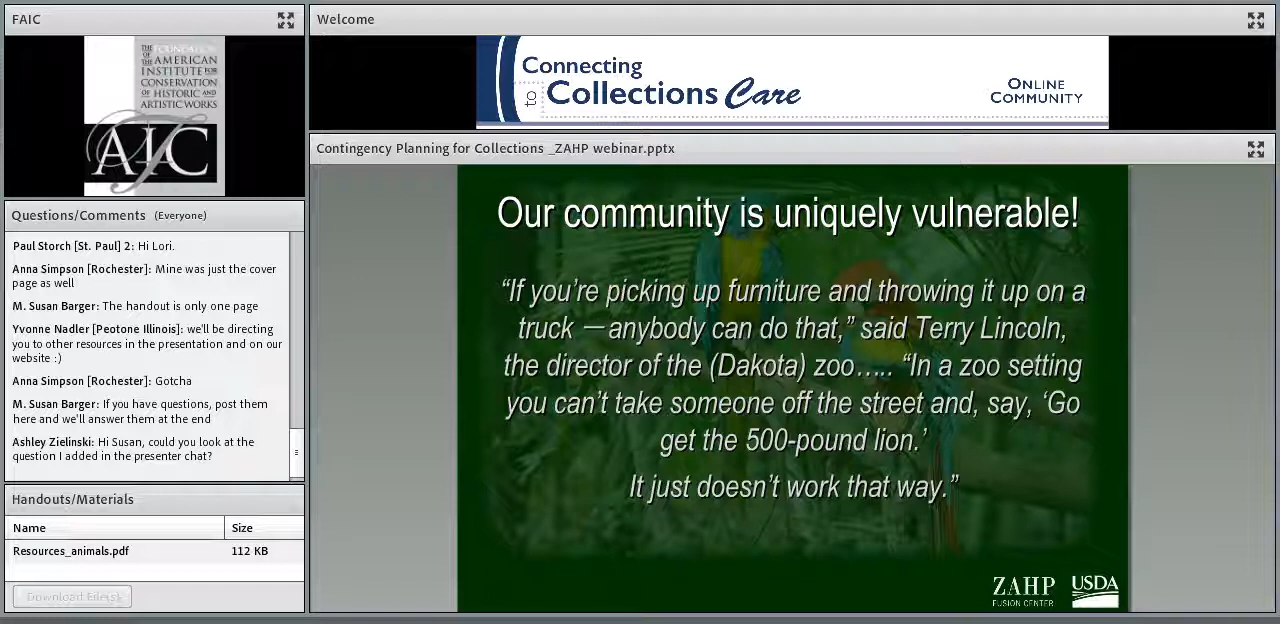 FAIC
THE FOUNDATION
OF THE AMERICAN
INSTITUTE FOR
CONSERVATION
OF HISTORIC AND
ARTISTIC WORKS
AIC
Questions/Comments (Everyone)
Paul Storch [St. Paul] 2: Hi Lori.
Anna Simpson [Rochester]: Mine was just the cover
page as well
M. Susan Barger: The handout is only one page
Yvonne Nadler [Peotone Illinois]: we'll be directing
you to other resources in the presentation and on our
website :)
Anna Simpson [Rochester]: Gotcha
M. Susan Barger: If you have questions, post them
here and we'll answer them at the end
Ashley Zielinski: Hi Susan, could you look at the
question I added in the presenter chat?
Handouts/Materials
Name Size
Resources_animals.pdf 112 KB
Download File(s)
Welcome
Connecting
to Collections Care
ONLINE
COMMUNITY
Contingency Planning for Collections _ZAHP webinar.pptx
Our community is uniquely vulnerable!
“If you’re picking up furniture and throwing it up on a
truck —anybody can do that,” said Terry Lincoln,
the director of the (Dakota) zoo….. “In a zoo setting
you can’t take someone off the street and, say, ‘Go
get the 500-pound lion.’
It just doesn’t work that way.”
ZAHP
FUSION CENTER
USDA